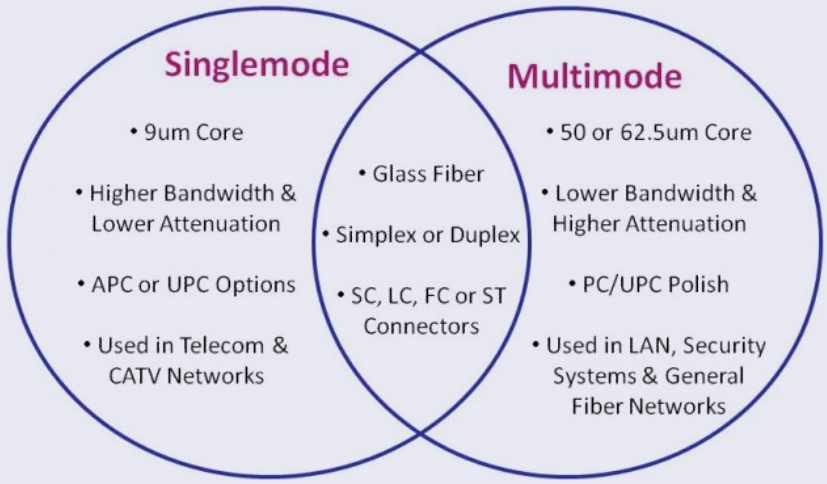 Singlemode
• 9um Core
• Higher Bandwidth &
Lower Attenuation
• APC or UPC Options
• Used in Telecom &
CATV Networks
• Glass Fiber
• Simplex or Duplex
• SC, LC, FC or ST
Connectors
Multimode
• 50 or 62.5um Core
• Lower Bandwidth &
Higher Attenuation
• PC/UPC Polish
• Used in LAN, Security
Systems & General
Fiber Networks